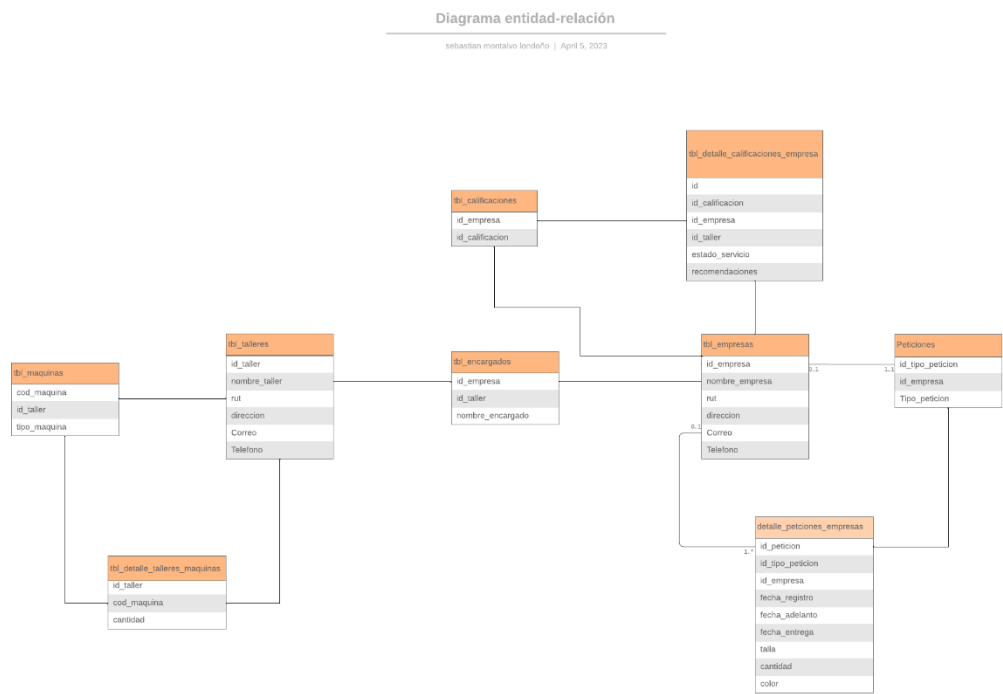 Diagrama entidad-relación
sebastian montalvo londoño | April 5, 2023
tbl_detalle_calificaciones_empresa
id
id_calificacion
id_empresa
id_taller
estado_servicio
recomendaciones
tbl_calificaciones
id_empresa
id_calificacion
tbl_maquinas
cod_maquina
id_taller
tipo_maquina
tbl_talleres
id_taller
nombre_taller
rut
direccion
Correo
Telefono
tbl_encargados
id_empresa
id_taller
nombre_encargado
tbl_empresas
id_empresa
nombre_empresa
rut
direccion
Correo
Telefono
0..1
1..1
0..1
1..*
Peticiones
id_tipo_peticion
id_empresa
Tipo_peticion
tbl_detalle_talleres_maquinas
id_taller
cod_maquina
cantidad
detalle_petciones_empresas
id_peticion
id_tipo_peticion
id_empresa
fecha_registro
fecha_adelanto
fecha_entrega
talla
cantidad
color